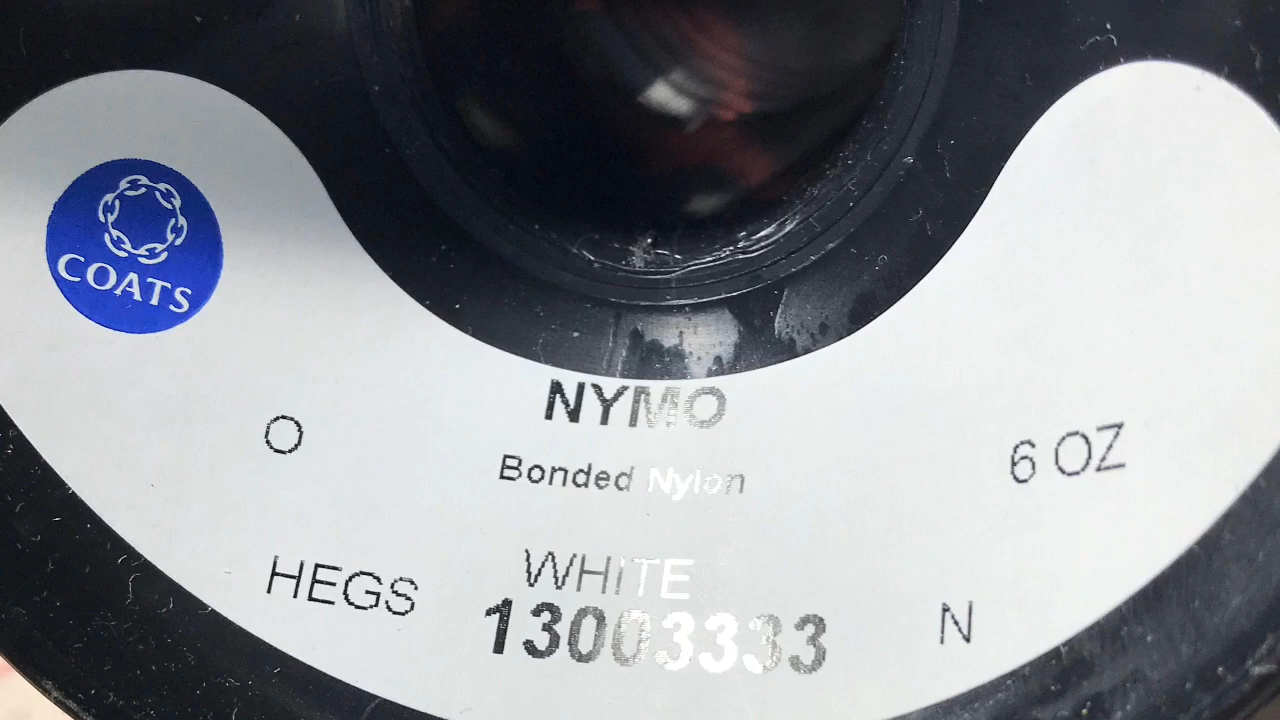 COATS
NYMO
O
6 OZ
Bonded Nylon
HEGS
WHITE
N
13003333